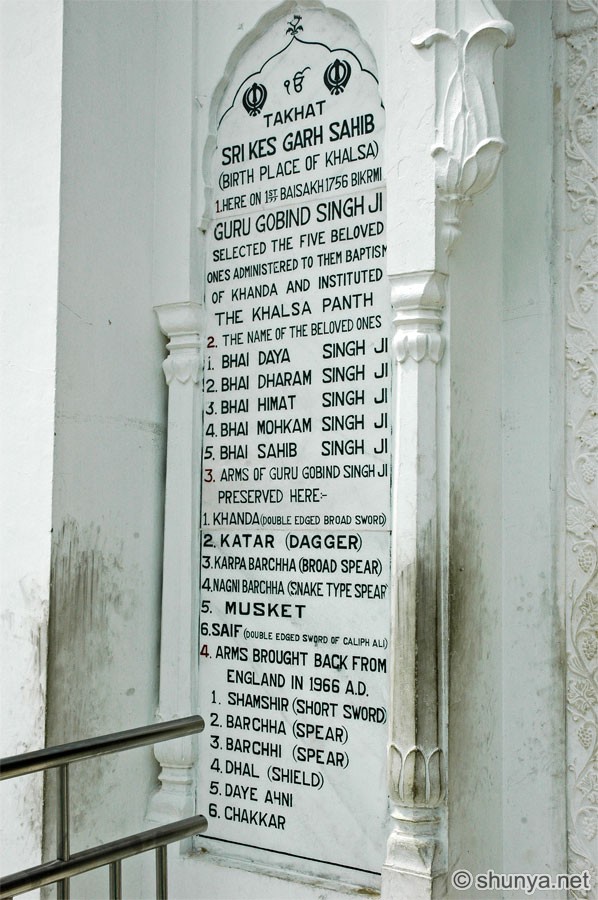 ੴ
TAKHAT
SRI KES GARH SAHIB
(BIRTH PLACE OF KHALSA)
1.HERE ON 1ST BAISAKH 1756 BIKRMI
GURU GOBIND SINGH JI
SELECTED THE FIVE BELOVED
ONES ADMINISTERED TO THEM BAPTISM
OF KHANDA AND INSTITUTED
THE KHALSA PANTH
2. THE NAME OF THE BELOVED ONES
1. BHAI DAYA SINGH JI
2. BHAI DHARAM SINGH JI
3. BHAI HIMAT SINGH JI
4. BHAI MOHKAM SINGH JI
5. BHAI SAHIB SINGH JI
3. ARMS OF GURU GOBIND SINGH JI
PRESERVED HERE:-
1. KHANDA (DOUBLE EDGED BROAD SWORD)
2. KATAR (DAGGER)
3. KARPA BARCHHA (BROAD SPEAR)
4. NAGNI BARCHHA (SNAKE TYPE SPEAR
5. MUSKET
6. SAIF (DOUBLE EDGED SWORD OF CALIPH ALI)
4. ARMS BROUGHT BACK FROM
ENGLAND IN 1966 A.D.
1. SHAMSHIR (SHORT SWORD)
2. BARCHHA (SPEAR)
3. BARCHHI (SPEAR)
4. DHAL (SHIELD)
5. DAYE AHNI
6. CHAKKAR
© shunya.net